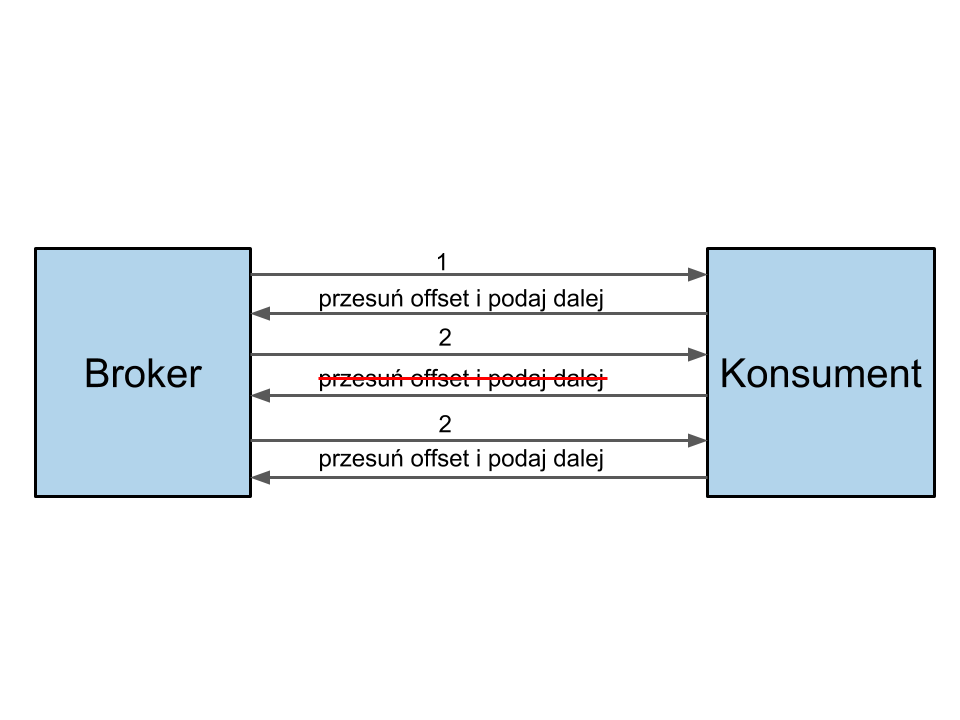 Broker
1
przesuń offset i podaj dalej
2
przesuń offset i podaj dalej
2
przesuń offset i podaj dalej
Konsument